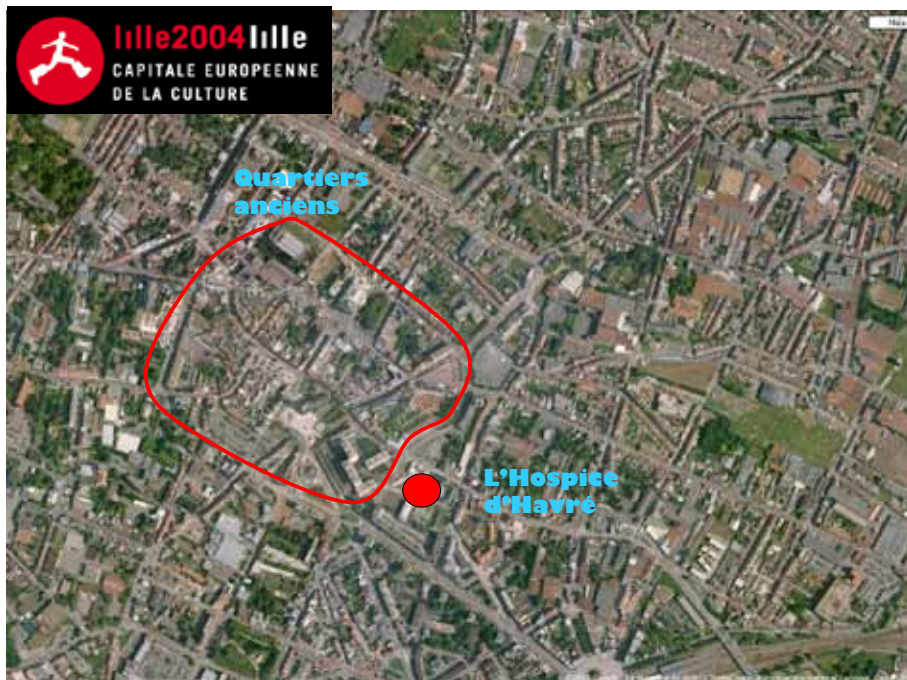 lille2004lille
CAPITALE EUROPEENNE
DE LA CULTURE
Quartiers
anciens
L'Hospice
d'Havré